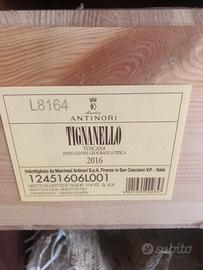 L8164
ANTINORI
TIGNANELLO
TOSCANA
INDICAZIONE GEOGRAFICA TIPICA
2016
Imbottigliato da Marchesi Antinori S.p.A. Firenze in San Casciano V.P. - Italia
12451606L001
subito